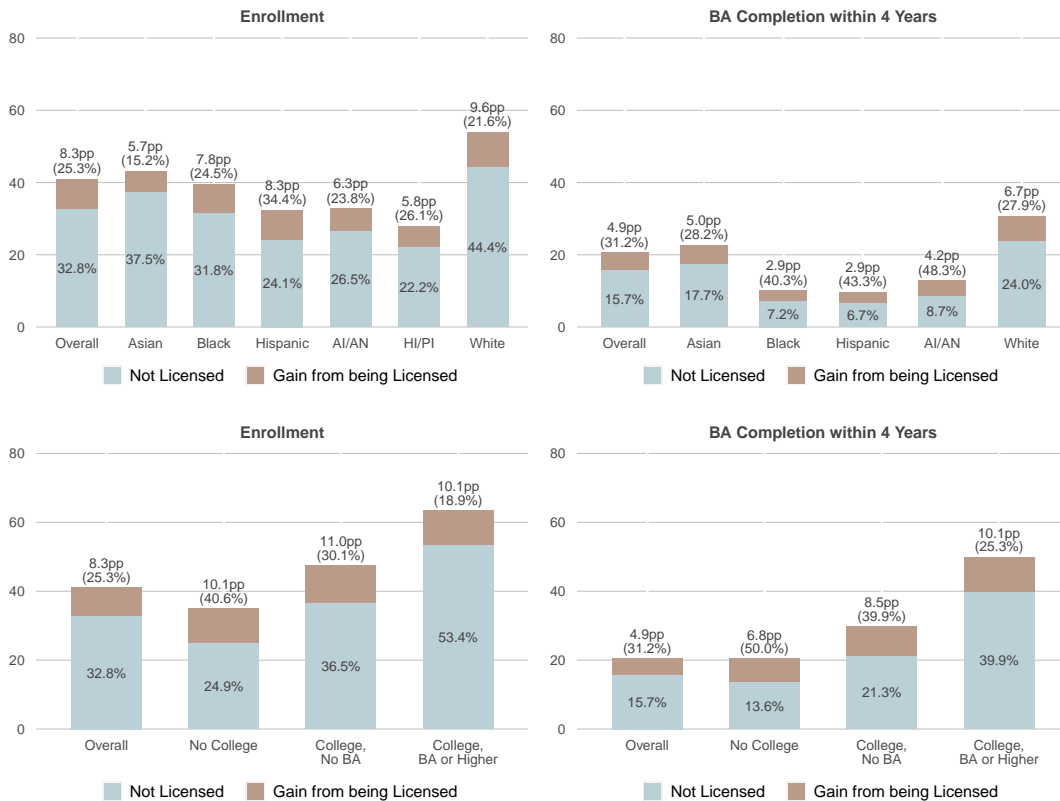 Enrollment
80
60
40
20
0
8.3pp
(25.3%)
5.7pp
(15.2%)
7.8pp
(24.5%)
8.3pp
(34.4%)
6.3pp
(23.8%)
5.8pp
(26.1%)
9.6pp
(21.6%)
32.8%
37.5%
31.8%
24.1%
26.5%
22.2%
44.4%
Overall
Asian
Black
Hispanic
AI/AN
HI/PI
White
Not Licensed
Gain from being Licensed
BA Completion within 4 Years
80
60
40
20
0
4.9pp
(31.2%)
5.0pp
(28.2%)
2.9pp
(40.3%)
2.9pp
(43.3%)
4.2pp
(48.3%)
6.7pp
(27.9%)
15.7%
17.7%
7.2%
6.7%
8.7%
24.0%
Overall
Asian
Black
Hispanic
AI/AN
White
Not Licensed
Gain from being Licensed
Enrollment
80
60
40
20
0
8.3pp
(25.3%)
10.1pp
(40.6%)
11.0pp
(30.1%)
10.1pp
(18.9%)
32.8%
24.9%
36.5%
53.4%
Overall
No College
College,
No BA
College,
BA or Higher
Not Licensed
Gain from being Licensed
BA Completion within 4 Years
80
60
40
20
0
4.9pp
(31.2%)
6.8pp
(50.0%)
8.5pp
(39.9%)
10.1pp
(25.3%)
15.7%
13.6%
21.3%
39.9%
Overall
No College
College,
No BA
College,
BA or Higher
Not Licensed
Gain from being Licensed